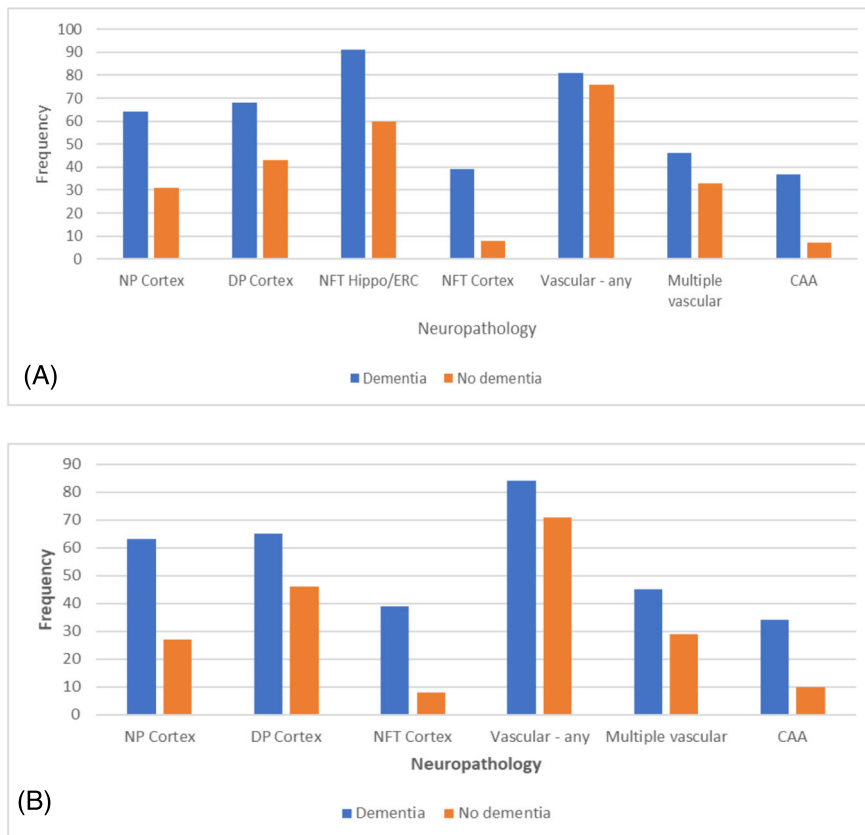 100
90
80
70
60
50
40
30
20
10
0
Frequency
NP Cortex DP Cortex NFT Hippo/ERC NFT Cortex Vascular - any Multiple CAA
vascular
Neuropathology
(A)
Dementia No dementia
90
80
70
60
50
40
30
20
10
0
Frequency
NP Cortex DP Cortex NFT Cortex Vascular - any Multiple vascular CAA
Neuropathology
(B)
Dementia No dementia